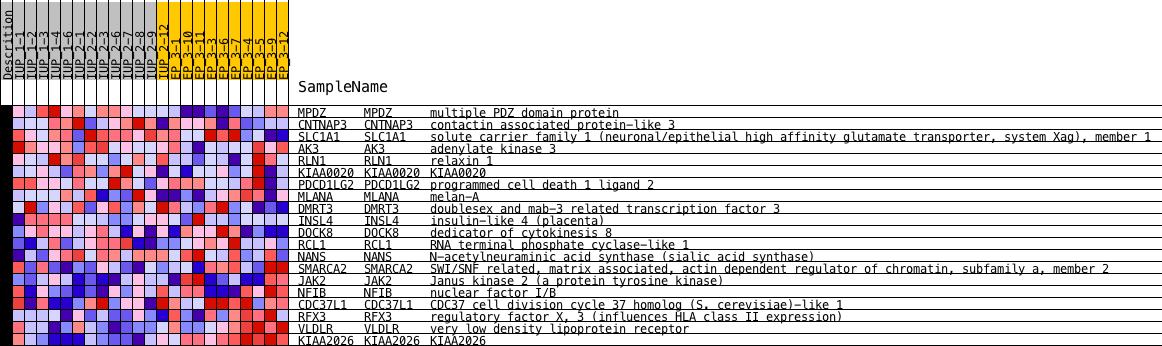 Descrition
IUP_1-1
IUP_1-2
IUP_1-3
IUP_1-4
IUP_1-6
IUP_2-1
IUP_2-2
IUP_2-3
IUP_2-6
IUP_2-7
IUP_2-8
IUP_2-9
IUP_2-12
EP_3-1
EP_3-10
EP_3-11
EP_3-3
EP_3-6
EP_3-7
EP_3-4
EP_3-5
EP_3-9
EP_3-12
SampleName
MPDZ MPDZ multiple PDZ domain protein
CNTNAP3 CNTNAP3 contactin associated protein-like 3
SLC1A1 SLC1A1 solute carrier family 1 (neuronal/epithelial high affinity glutamate transporter, system Xag), member 1
AK3 AK3 adenylate kinase 3
RLN1 RLN1 relaxin 1
KIAA0020 KIAA0020 KIAA0020
PDCD1LG2 PDCD1LG2 programmed cell death 1 ligand 2
MLANA MLANA melan-A
DMRT3 DMRT3 doublesex and mab-3 related transcription factor 3
INSL4 INSL4 insulin-like 4 (placenta)
DOCK8 DOCK8 dedicator of cytokinesis 8
RCL1 RCL1 RNA terminal phosphate cyclase-like 1
NANS NANS N-acetylneuraminic acid synthase (sialic acid synthase)
SMARCA2 SMARCA2 SWI/SNF related, matrix associated, actin dependent regulator of chromatin, subfamily a, member 2
JAK2 JAK2 Janus kinase 2 (a protein tyrosine kinase)
NFIB NFIB nuclear factor I/B
CDC37L1 CDC37L1 CDC37 cell division cycle 37 homolog (S. cerevisiae)-like 1
RFX3 RFX3 regulatory factor X, 3 (influences HLA class II expression)
VLDLR VLDLR very low density lipoprotein receptor
KIAA2026 KIAA2026 KIAA2026